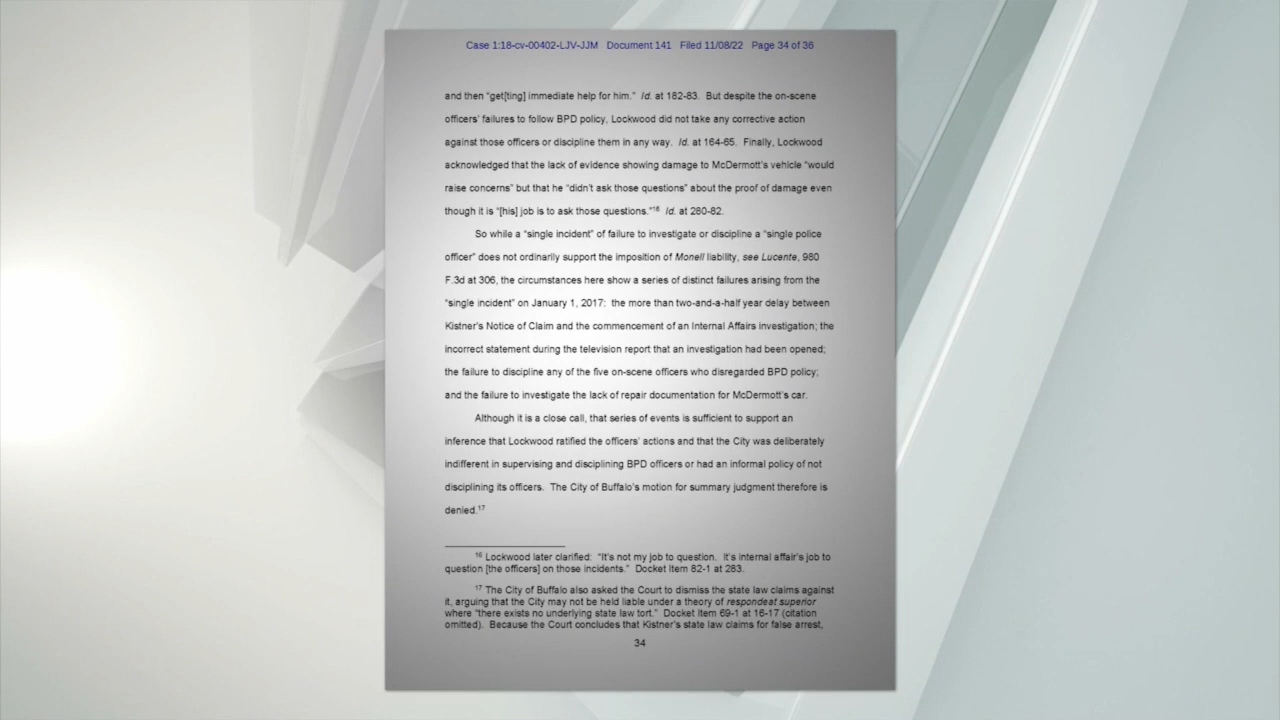 Case 1:18-cv-00402-LJV-JJM Document 141 Filed 11/08/22 Page 34 of 36
and then “get[ting] immediate help for him.” Id. at 182-83. But despite the on-scene
officers’ failures to follow BPD policy, Lockwood did not take any corrective action
against those officers or discipline them in any way. Id. at 164-65. Finally, Lockwood
acknowledged that the lack of evidence showing damage to McDermott’s vehicle “would
raise concerns” but that he “didn’t ask those questions” about the proof of damage even
though it is “[his] job is to ask those questions.”16 Id. at 280-82.
So while a “single incident” of failure to investigate or discipline a “single police
officer” does not ordinarily support the imposition of Monell liability, see Lucente, 980
F.3d at 306, the circumstances here show a series of distinct failures arising from the
“single incident” on January 1, 2017: the more than two-and-a-half year delay between
Kistner’s Notice of Claim and the commencement of an Internal Affairs investigation; the
incorrect statement during the television report that an investigation had been opened;
the failure to discipline any of the five on-scene officers who disregarded BPD policy;
and the failure to investigate the lack of repair documentation for McDermott’s car.
Although it is a close call, that series of events is sufficient to support an
inference that Lockwood ratified the officers’ actions and that the City was deliberately
indifferent in supervising and disciplining BPD officers or had an informal policy of not
disciplining its officers. The City of Buffalo’s motion for summary judgment therefore is
denied.17
16 Lockwood later clarified: “It’s not my job to question. It’s internal affair’s job to
question [the officers] on those incidents.” Docket Item 82-1 at 283.
17 The City of Buffalo also asked the Court to dismiss the state law claims against
it, arguing that the City may not be held liable under a theory of respondeat superior
where “there exists no underlying state law tort.” Docket Item 69-1 at 16-17 (citation
omitted). Because the Court concludes that Kistner’s state law claims for false arrest,
34